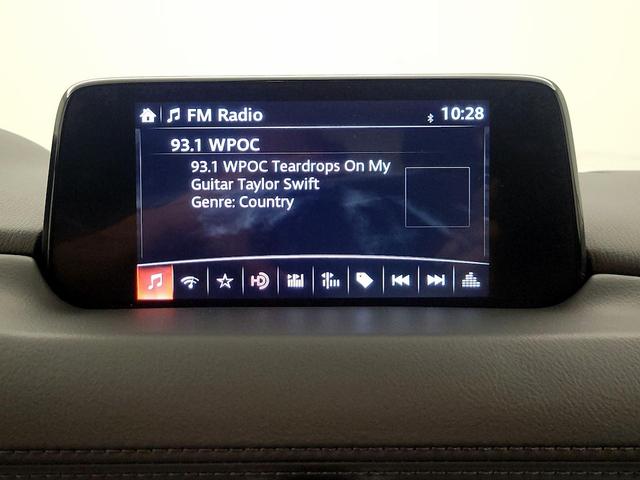 FM Radio 10:28
93.1 WPOC
93.1 WPOC Teardrops On My
Guitar Taylor Swift
Genre: Country
HD